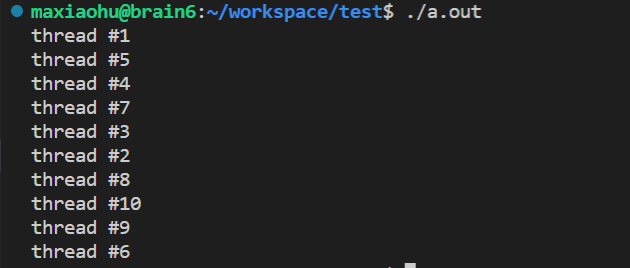 maxiaohu@brain6:~/workspace/test$ ./a.out
thread #1
thread #5
thread #4
thread #7
thread #3
thread #2
thread #8
thread #10
thread #9
thread #6